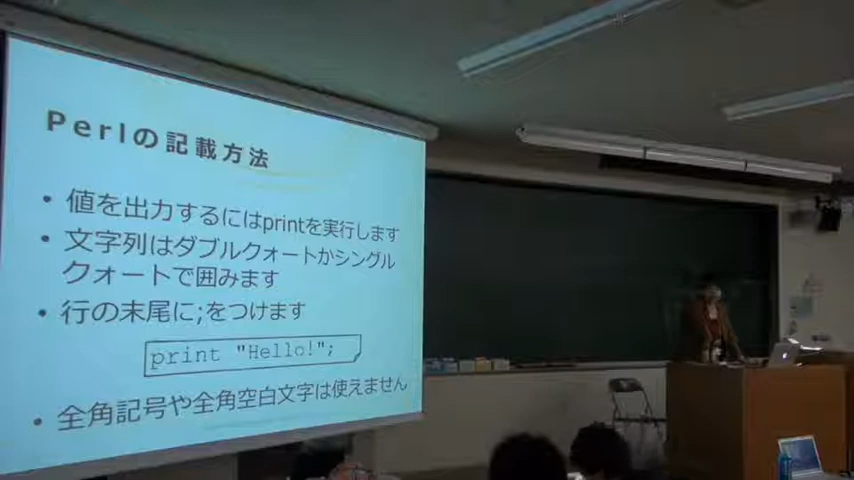 Perlの記載方法
• 値を出力するにはprintを実行します
• 文字列はダブルクォートかシングル
クォートで囲みます
• 行の末尾に;をつけます
print "Hello!";
• 全角記号や全角空白文字は使えません